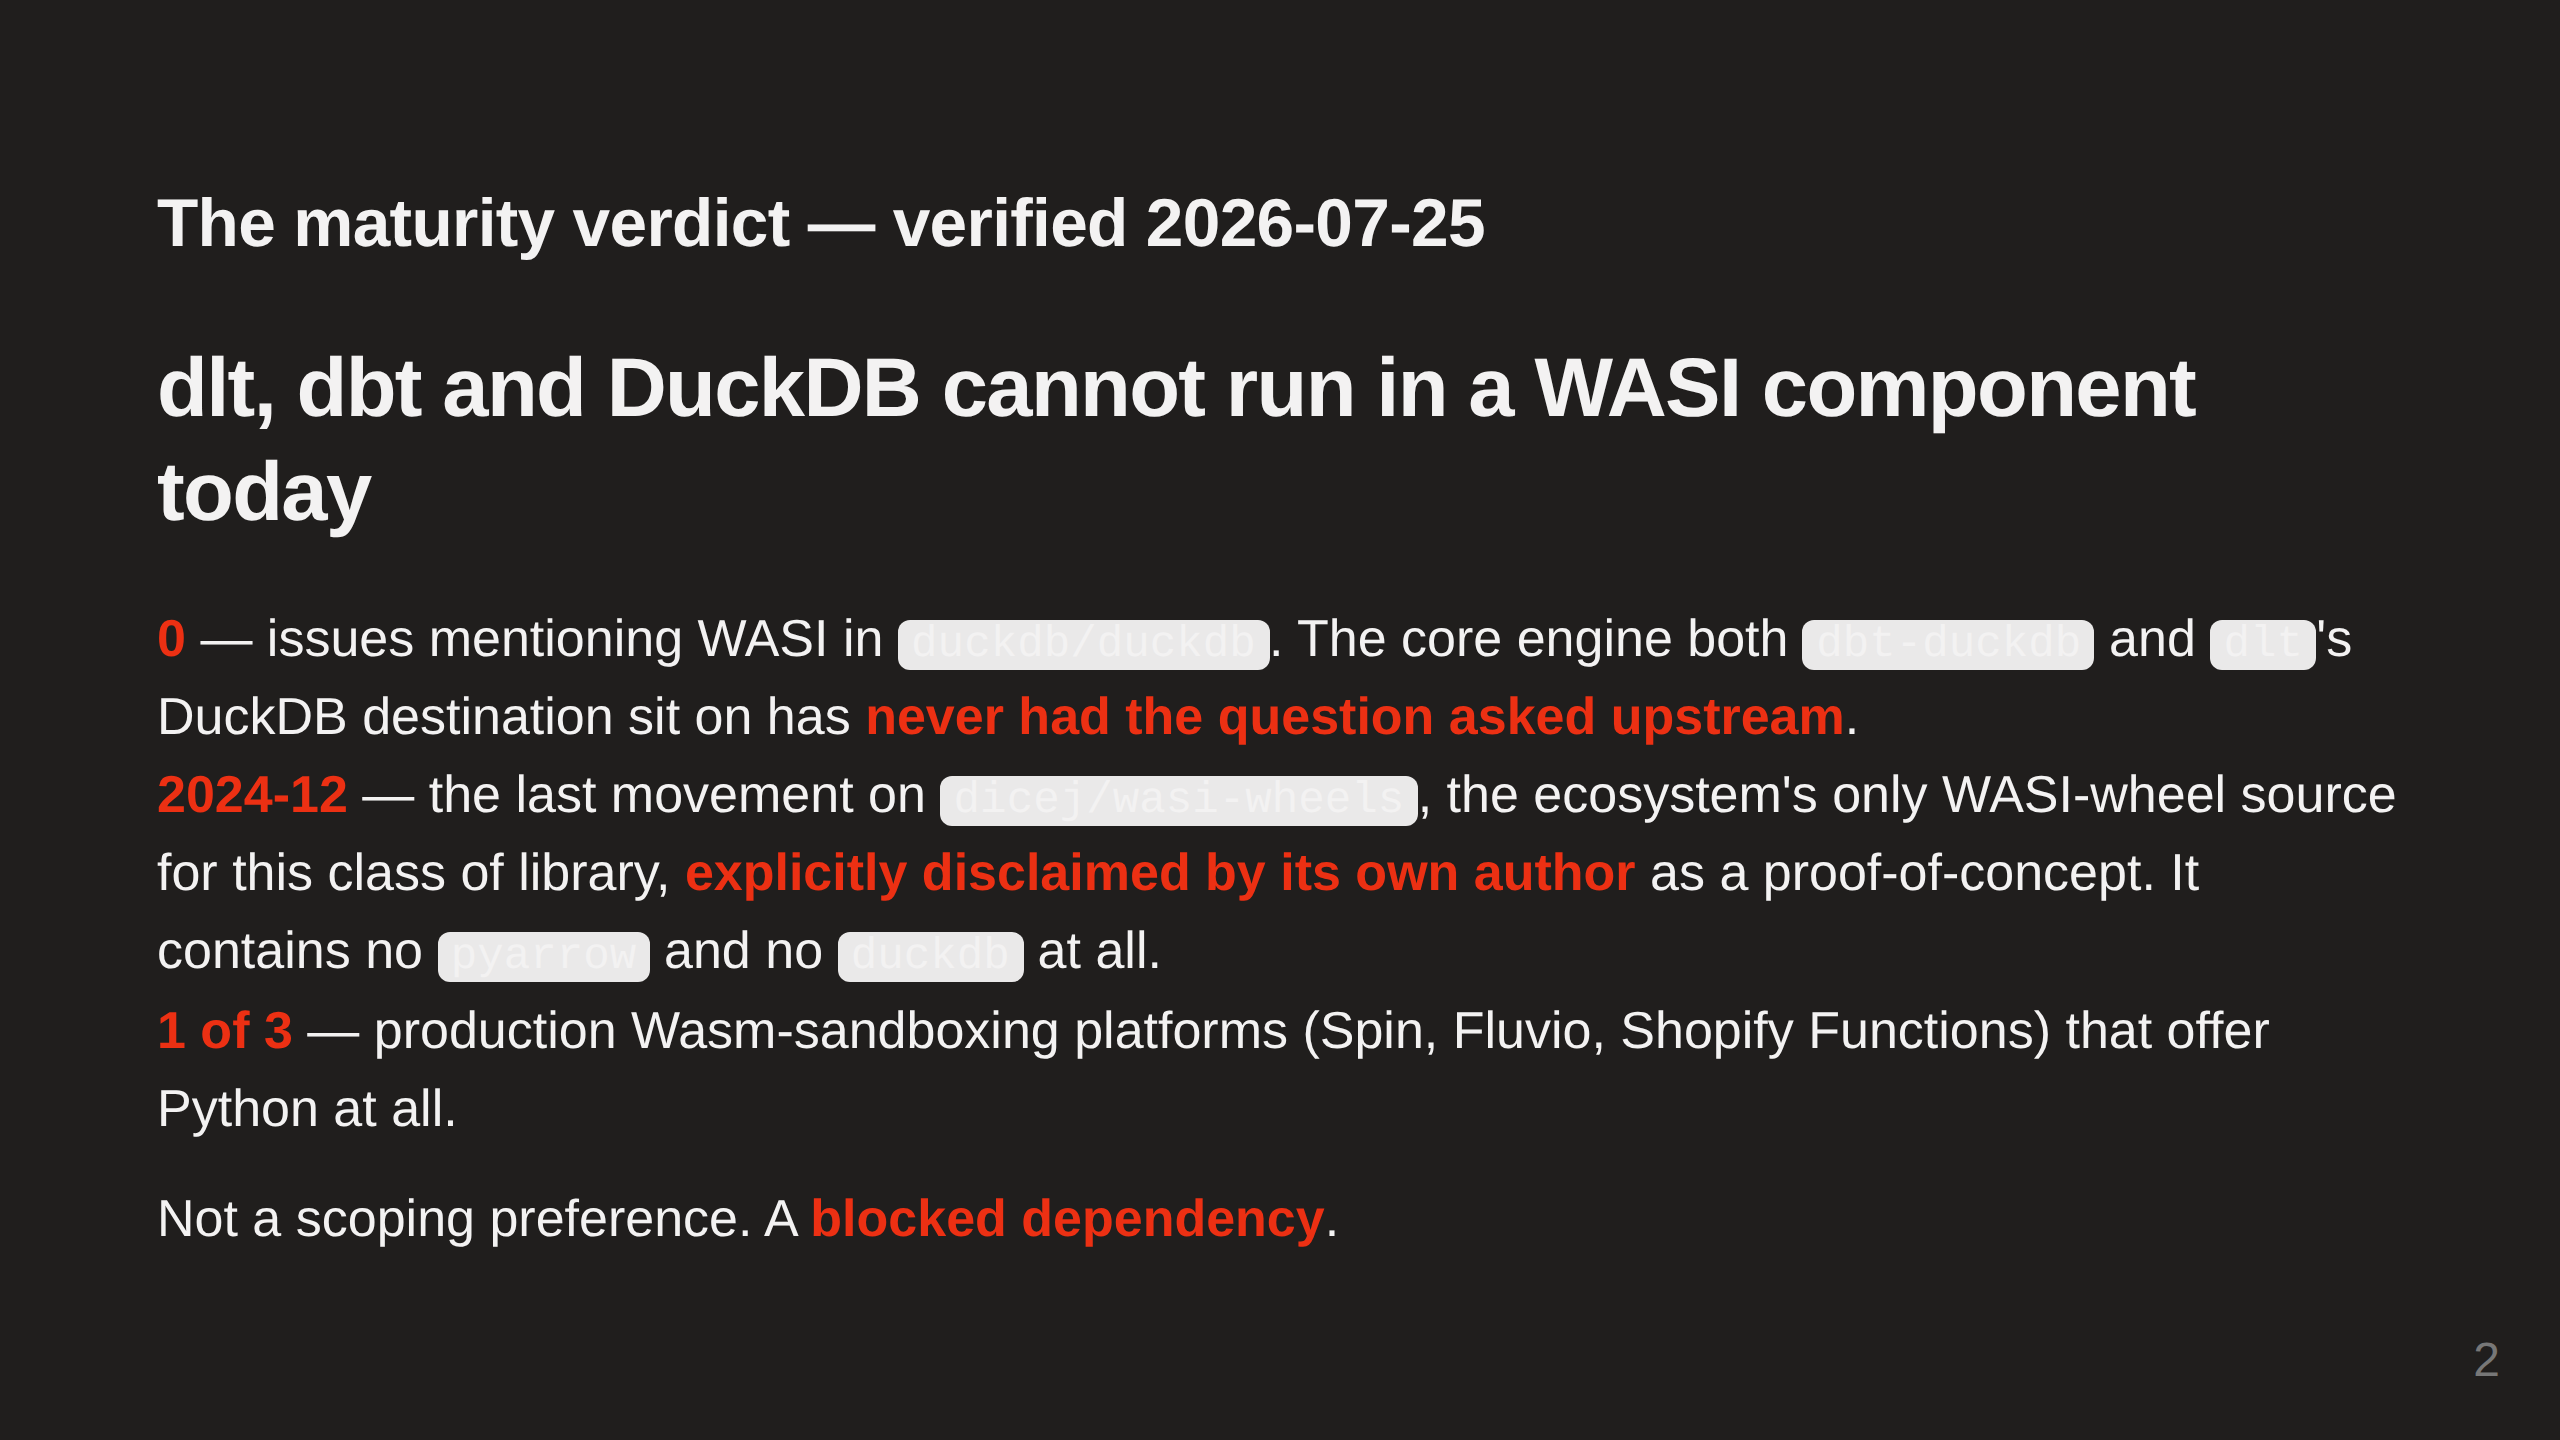 The maturity verdict — verified 2026-07-25
dlt, dbt and DuckDB cannot run in a WASI component
today
0 — issues mentioning WASI in duckdb/duckdb. The core engine both dbt-duckdb and dlt's
DuckDB destination sit on has never had the question asked upstream.
2024-12 — the last movement on dicej/wasi-wheels, the ecosystem's only WASI-wheel source
for this class of library, explicitly disclaimed by its own author as a proof-of-concept. It
contains no pyarrow and no duckdb at all.
1 of 3 — production Wasm-sandboxing platforms (Spin, Fluvio, Shopify Functions) that offer
Python at all.
Not a scoping preference. A blocked dependency.
2